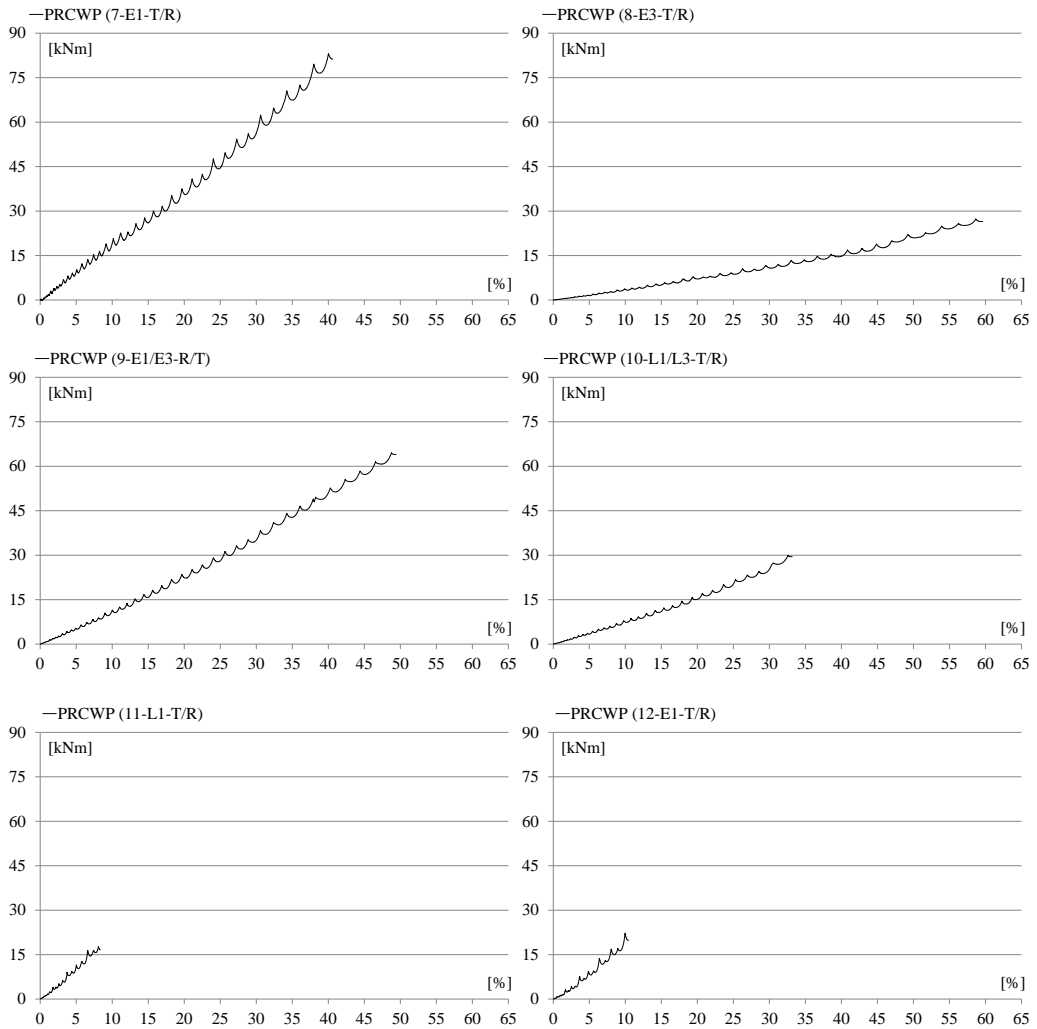 PRCWP (7-E1-T/R)
90
75
60
45
30
15
0
[kNm]
[%]
0 5 10 15 20 25 30 35 40 45 50 55 60 65
PRCWP (8-E3-T/R)
90
75
60
45
30
15
0
[kNm]
[%]
0 5 10 15 20 25 30 35 40 45 50 55 60 65
PRCWP (9-E1/E3-R/T)
90
75
60
45
30
15
0
[kNm]
[%]
0 5 10 15 20 25 30 35 40 45 50 55 60 65
PRCWP (10-L1/L3-T/R)
90
75
60
45
30
15
0
[kNm]
[%]
0 5 10 15 20 25 30 35 40 45 50 55 60 65
PRCWP (11-L1-T/R)
90
75
60
45
30
15
0
[kNm]
[%]
0 5 10 15 20 25 30 35 40 45 50 55 60 65
PRCWP (12-E1-T/R)
90
75
60
45
30
15
0
[kNm]
[%]
0 5 10 15 20 25 30 35 40 45 50 55 60 65